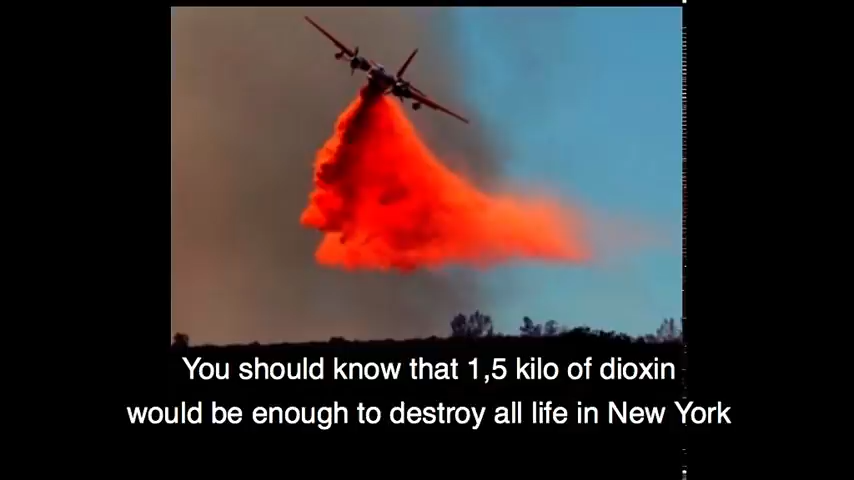 You should know that 1,5 kilo of dioxin
would be enough to destroy all life in New York